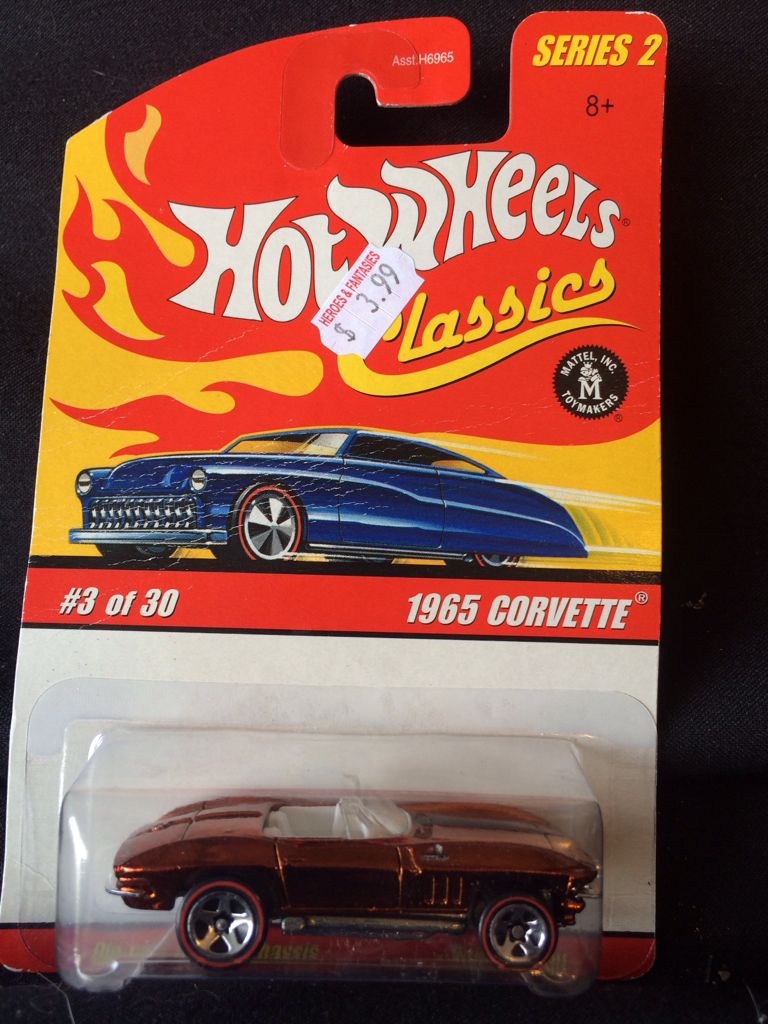 Asst.H6965
SERIES 2
8+
HOT WHEELS®
HEROES & FANTASIES
$ 3.99
Classics
MATTEL, INC.
M
TOYMAKERS
®
#3 of 30
1965 CORVETTE®